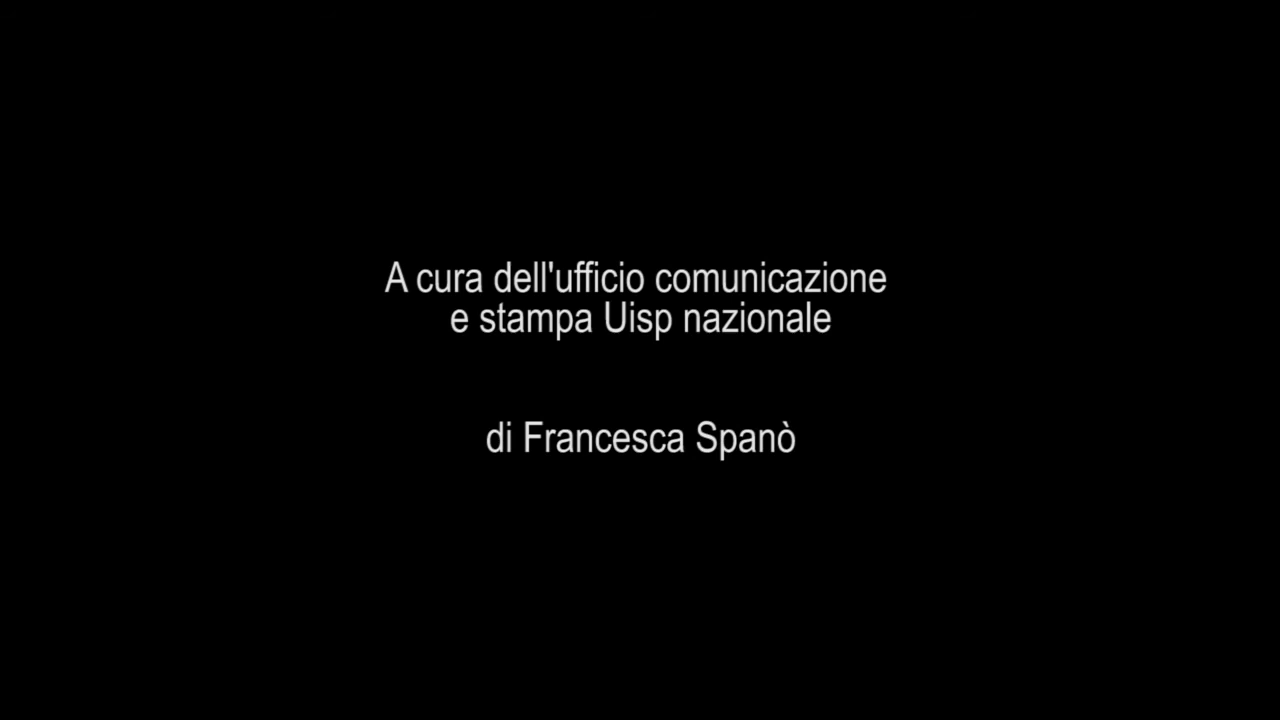 A cura dell'ufficio comunicazione
e stampa Uisp nazionale
di Francesca Spanò